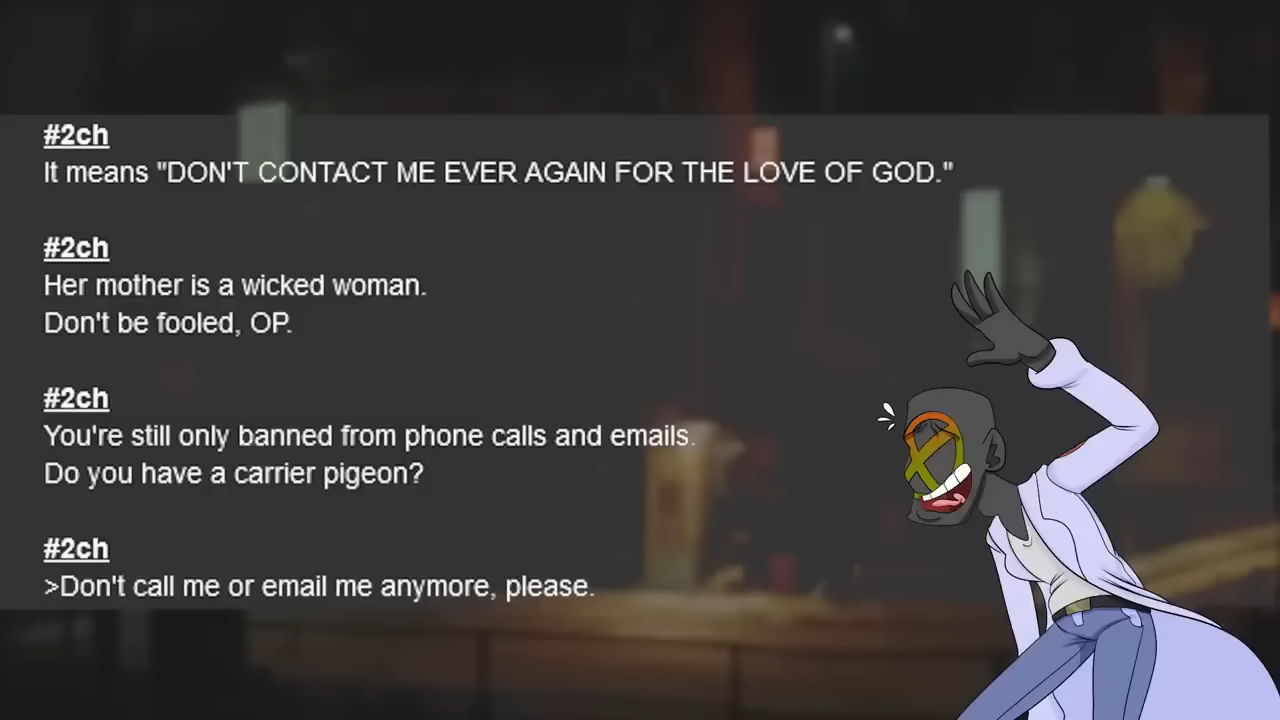 #2ch
It means "DON'T CONTACT ME EVER AGAIN FOR THE LOVE OF GOD."
#2ch
Her mother is a wicked woman.
Don't be fooled, OP.
#2ch
You're still only banned from phone calls and emails.
Do you have a carrier pigeon?
#2ch
>Don't call me or email me anymore, please.